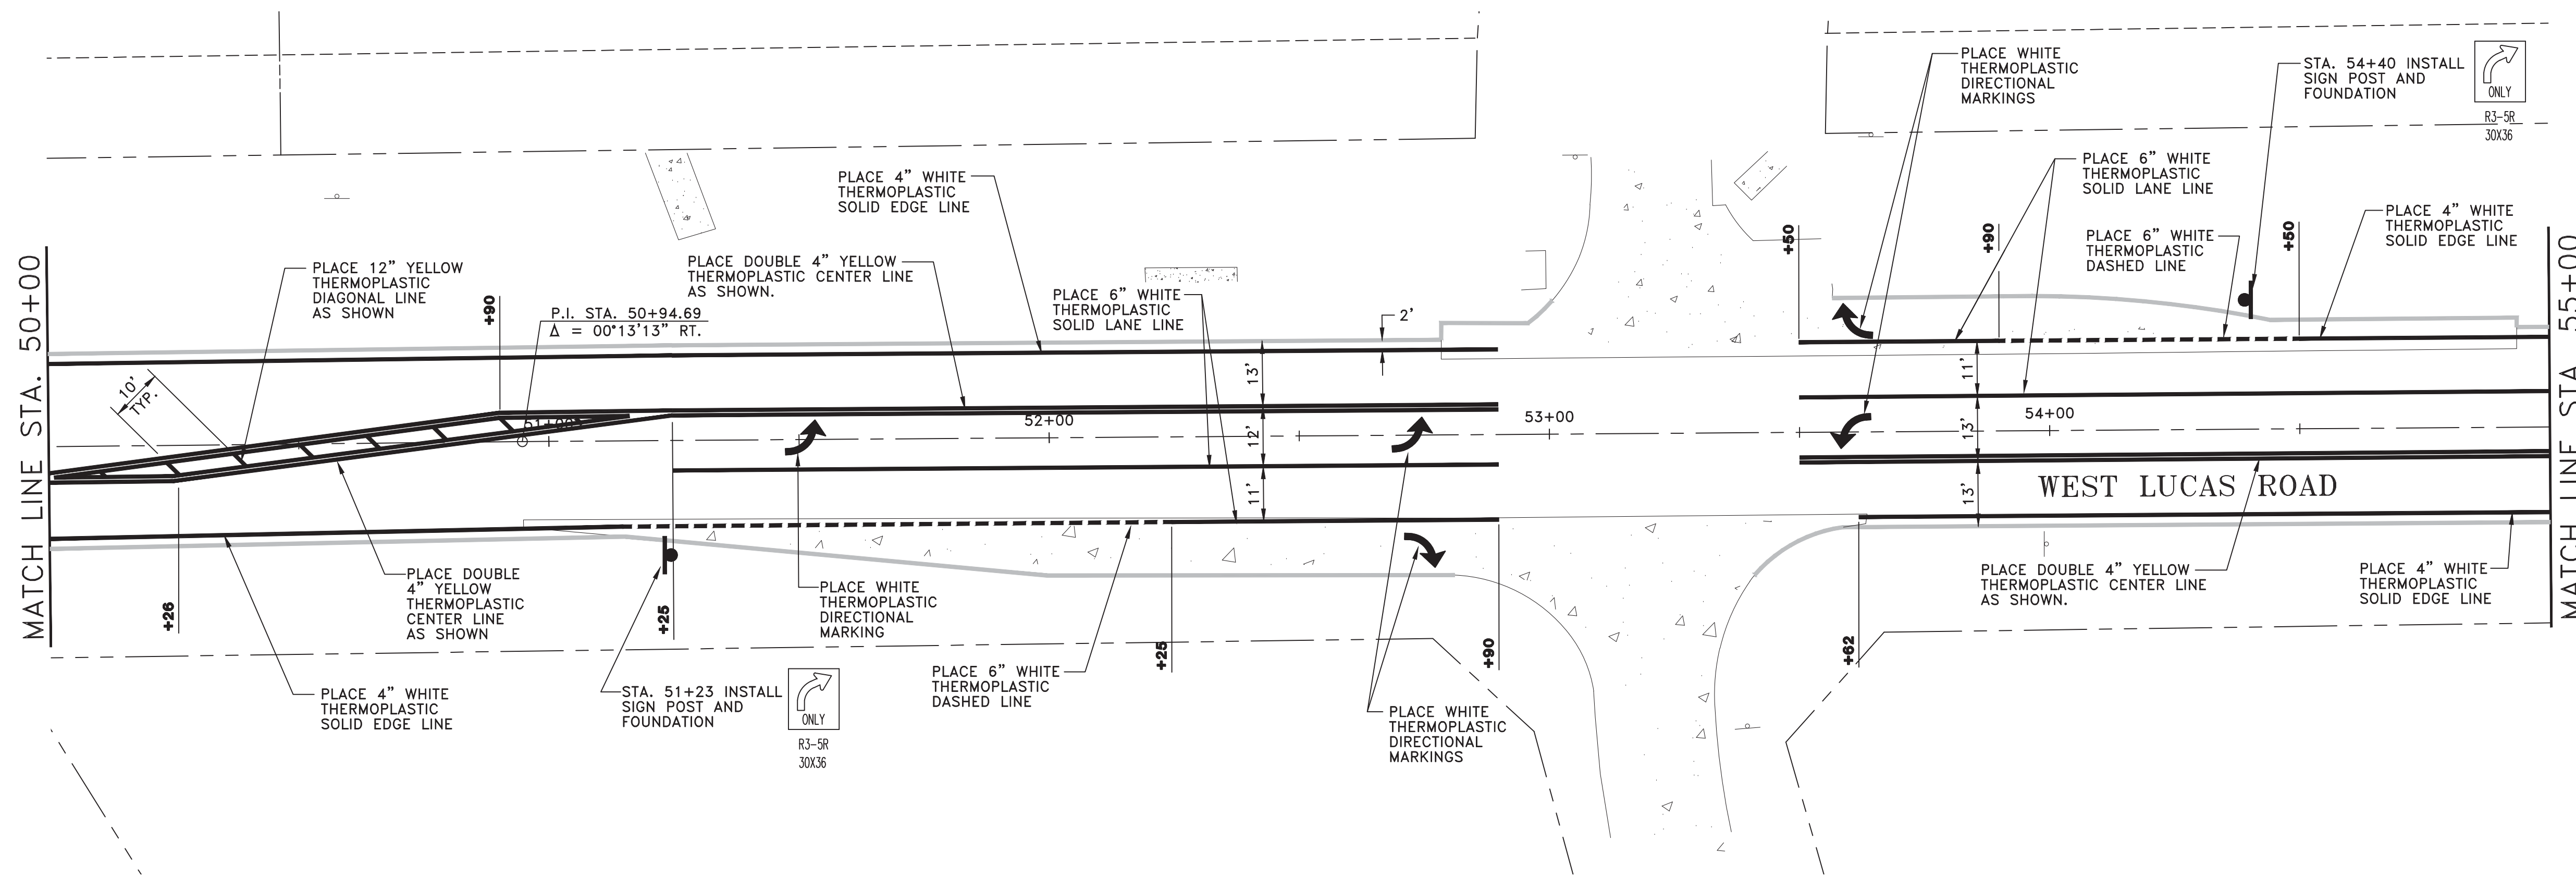 MATCH LINE STA. 50+00
PLACE 12” YELLOW
THERMOPLASTIC
DIAGONAL LINE
AS SHOWN
10'
TYP.
+90
P.I. STA. 50+94.69
Δ = 00°13'13” RT.
51+00
+26
PLACE DOUBLE
4” YELLOW
THERMOPLASTIC
CENTER LINE
AS SHOWN
PLACE 4” WHITE
THERMOPLASTIC
SOLID EDGE LINE
PLACE 4” WHITE
THERMOPLASTIC
SOLID EDGE LINE
PLACE DOUBLE 4” YELLOW
THERMOPLASTIC CENTER LINE
AS SHOWN.
PLACE 6” WHITE
THERMOPLASTIC
SOLID LANE LINE
2'
13'
12'
11'
52+00
+25
STA. 51+23 INSTALL
SIGN POST AND
FOUNDATION
ONLY
R3-5R
30X36
PLACE WHITE
THERMOPLASTIC
DIRECTIONAL
MARKING
PLACE 6” WHITE
THERMOPLASTIC
DASHED LINE
+25
+90
PLACE WHITE
THERMOPLASTIC
DIRECTIONAL
MARKINGS
53+00
PLACE WHITE
THERMOPLASTIC
DIRECTIONAL
MARKINGS
STA. 54+40 INSTALL
SIGN POST AND
FOUNDATION
ONLY
R3-5R
30X36
PLACE 6” WHITE
THERMOPLASTIC
SOLID LANE LINE
+50
+90
PLACE 6” WHITE
THERMOPLASTIC
DASHED LINE
+50
PLACE 4” WHITE
THERMOPLASTIC
SOLID EDGE LINE
11'
13'
13'
54+00
WEST LUCAS ROAD
+62
PLACE DOUBLE 4” YELLOW
THERMOPLASTIC CENTER LINE
AS SHOWN.
PLACE 4” WHITE
THERMOPLASTIC
SOLID EDGE LINE
MATCH LINE STA. 55+00